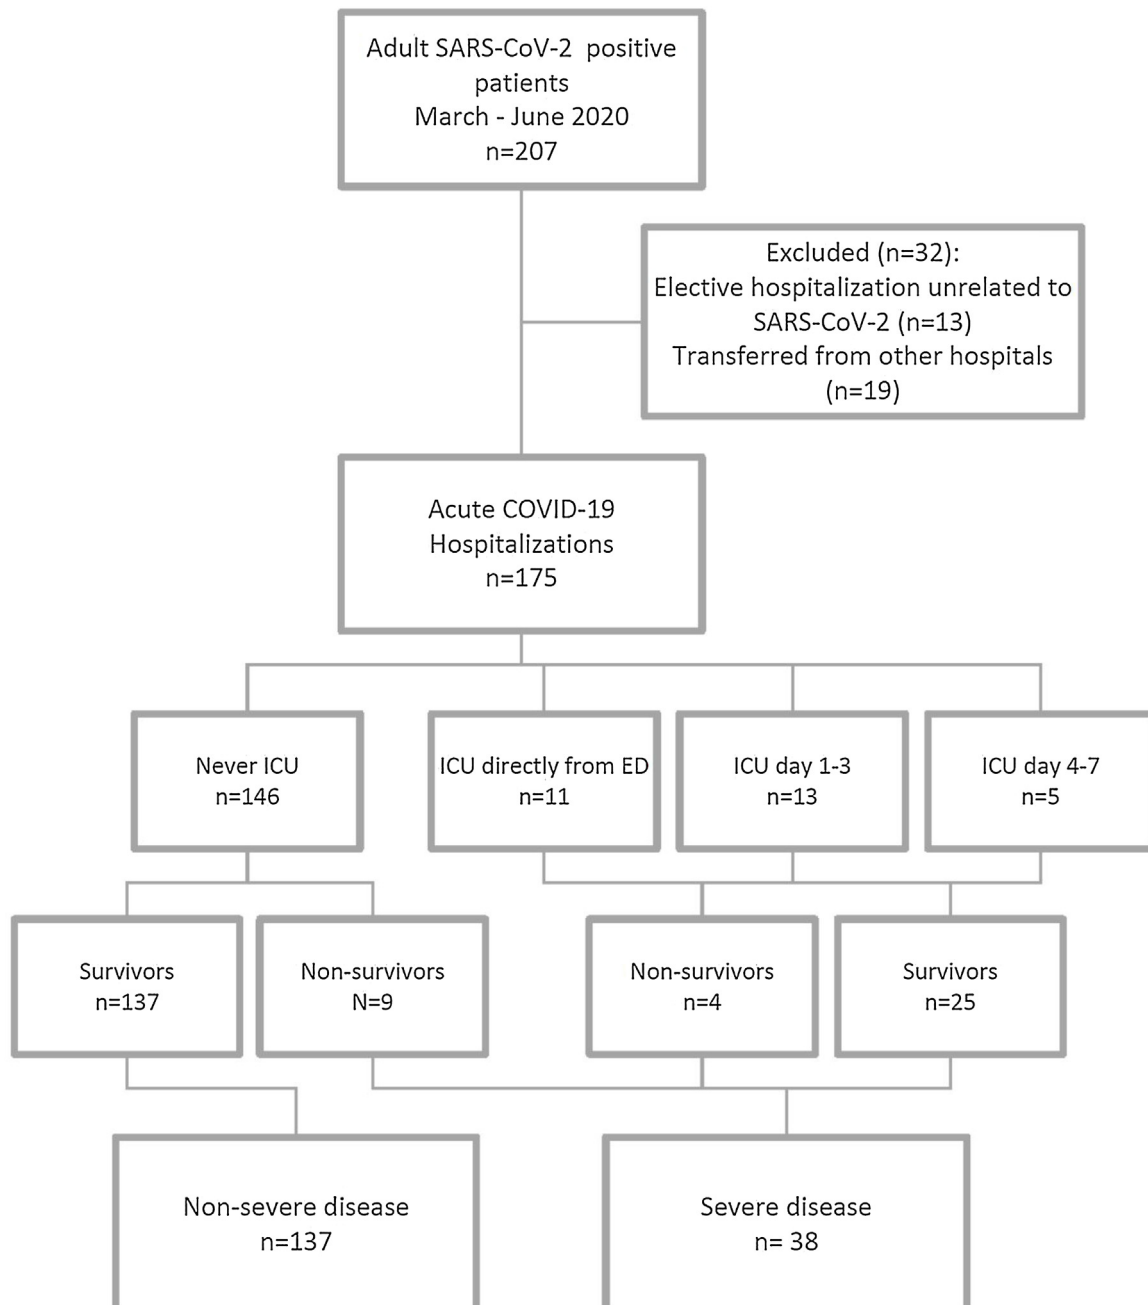 Adult SARS-CoV-2 positive
patients
March - June 2020
n=207
Excluded (n=32):
Elective hospitalization unrelated to
SARS-CoV-2 (n=13)
Transferred from other hospitals
(n=19)
Acute COVID-19
Hospitalizations
n=175
Never ICU
n=146
ICU directly from ED
n=11
ICU day 1-3
n=13
ICU day 4-7
n=5
Survivors
n=137
Non-survivors
N=9
Non-survivors
n=4
Survivors
n=25
Non-severe disease
n=137
Severe disease
n= 38